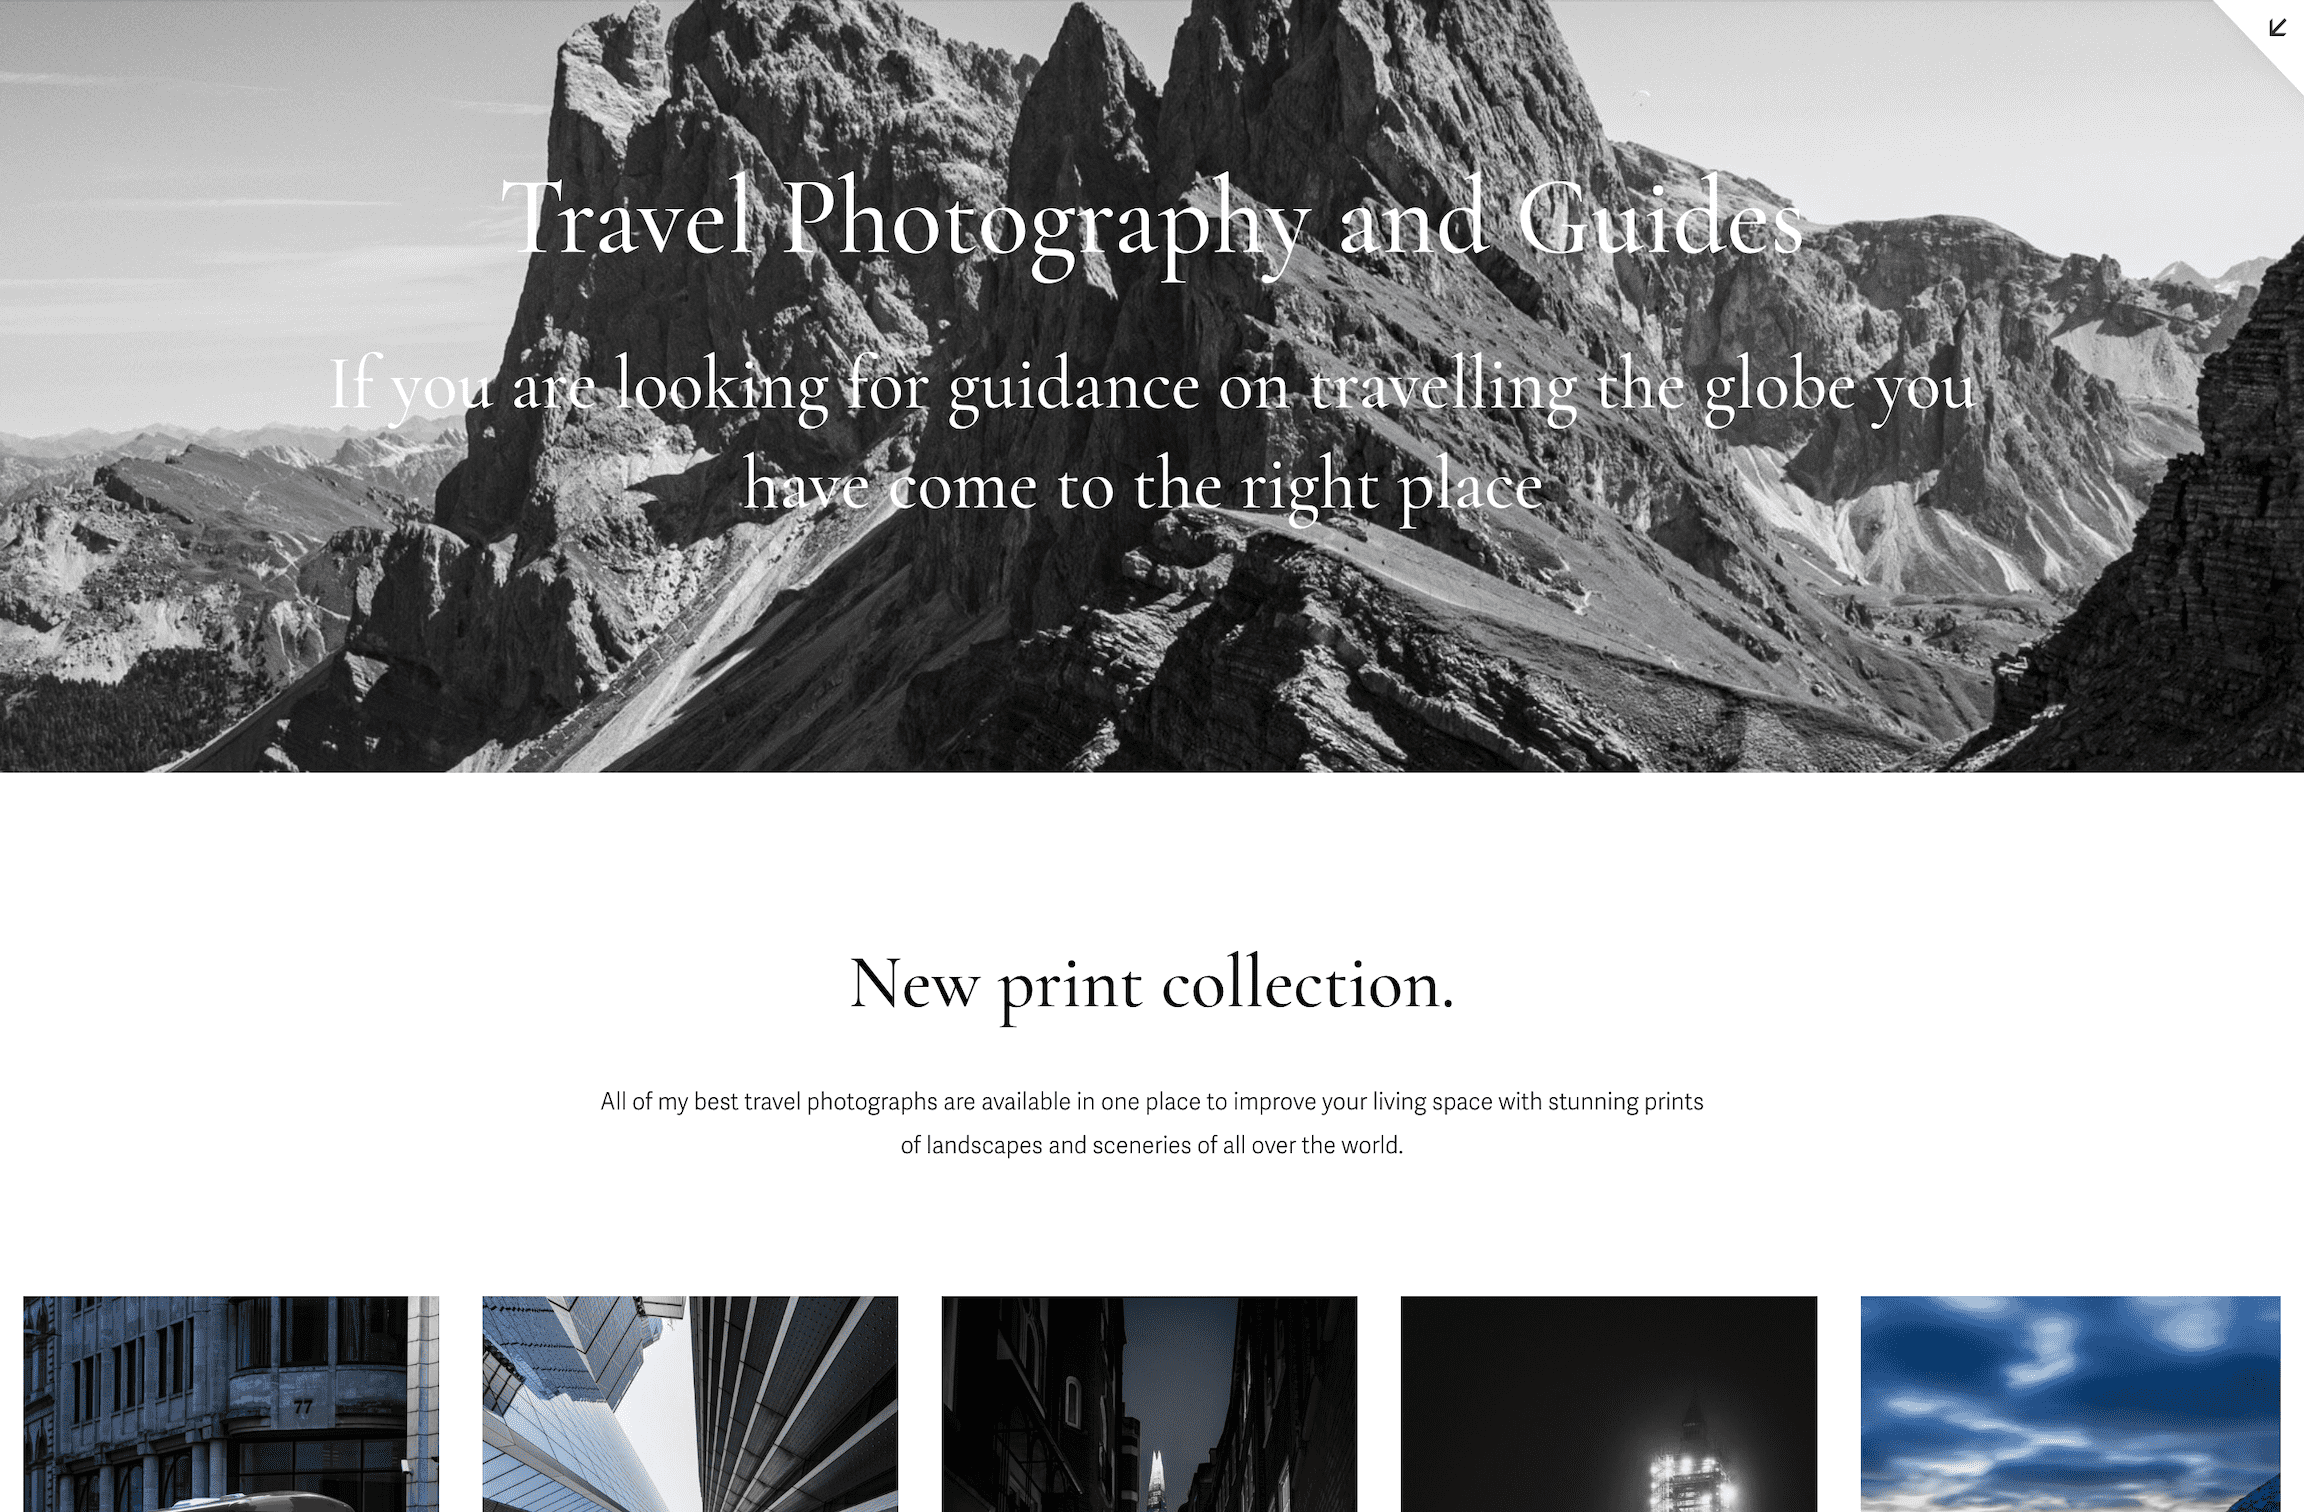 Travel Photography and Guides
If you are looking for guidance on travelling the globe you
have come to the right place
New print collection.
All of my best travel photographs are available in one place to improve your living space with stunning prints
of landscapes and sceneries of all over the world.
77